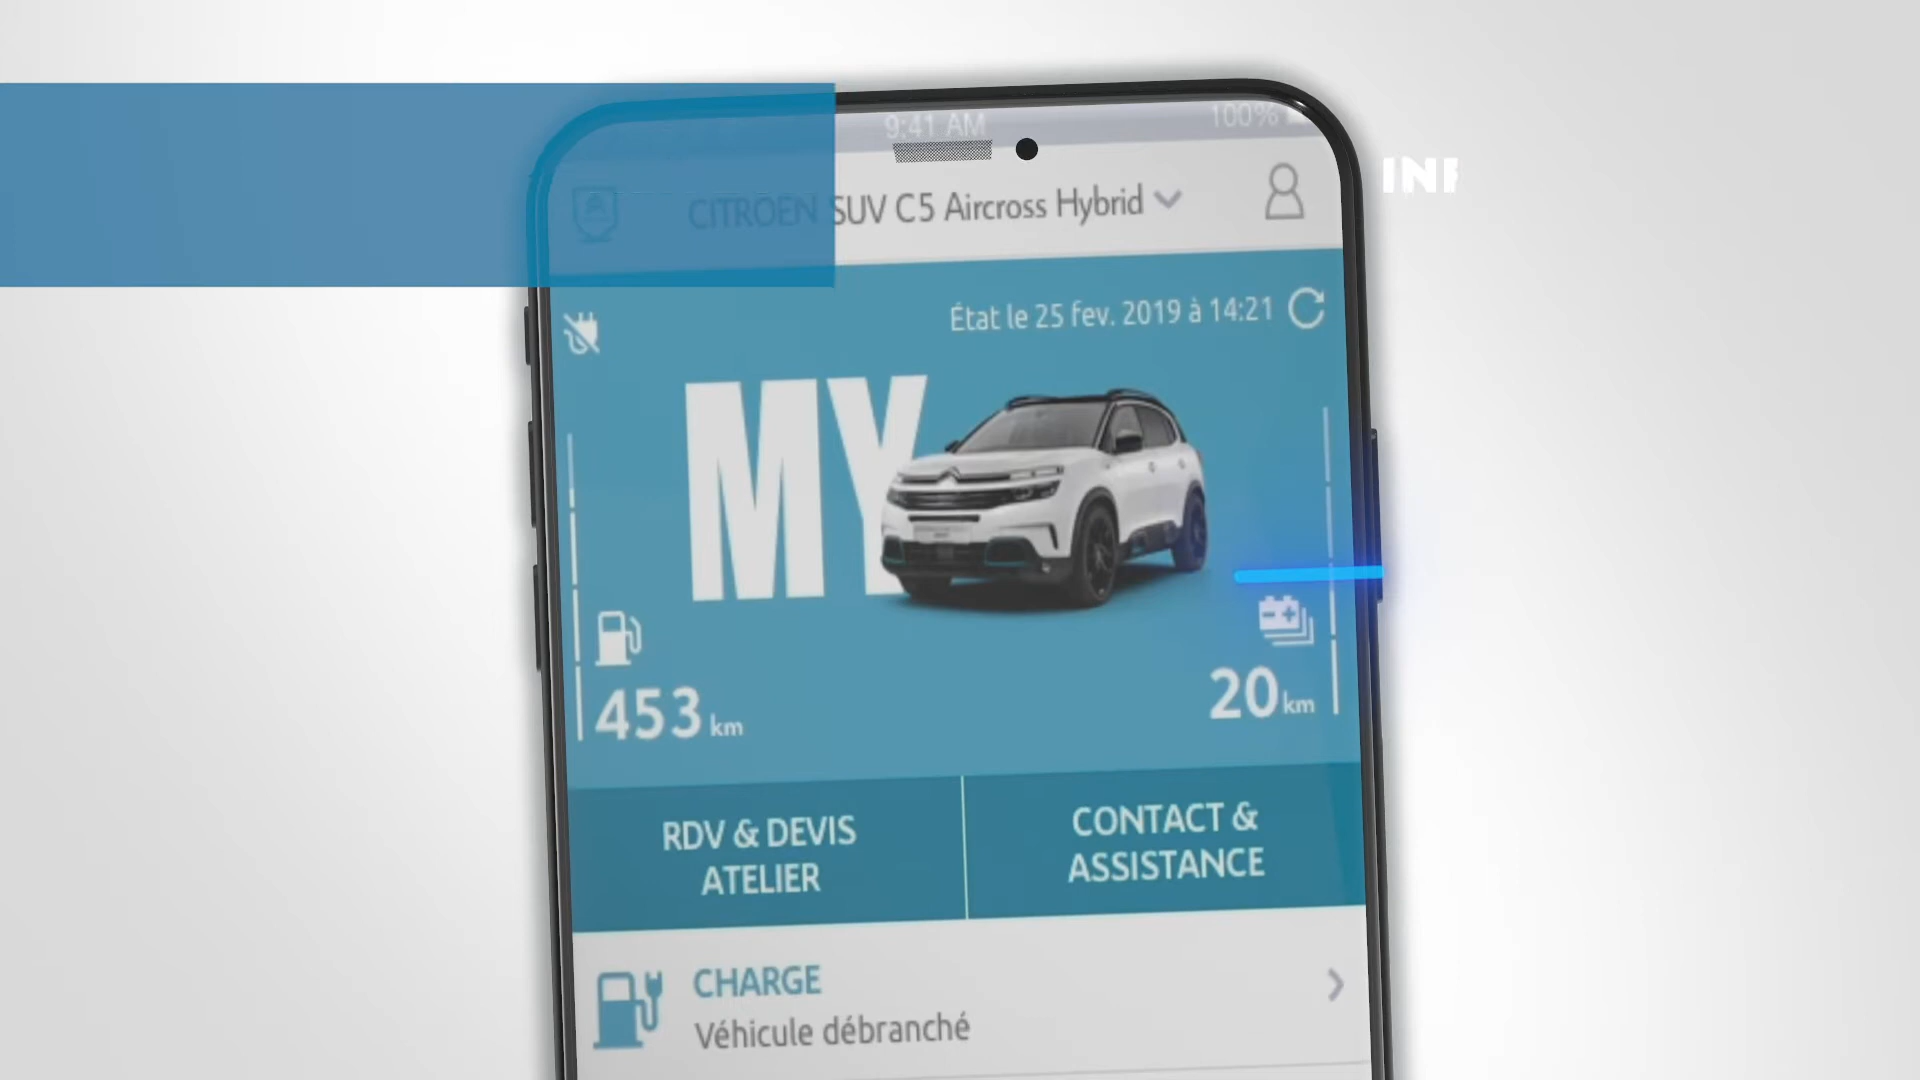 9:41 AM
100%
CITROËN SUV C5 Aircross Hybrid
État le 25 fev. 2019 à 14:21
MY
453 km
20 km
RDV & DEVIS
ATELIER
CONTACT &
ASSISTANCE
CHARGE
Véhicule débranché